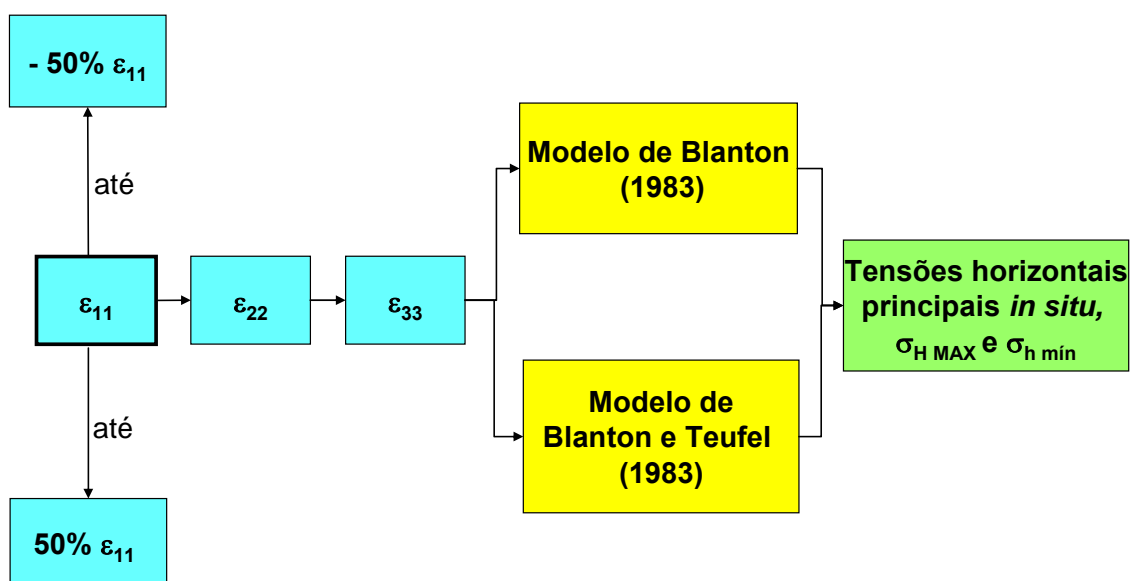 - 50% ε11
até
Modelo de Blanton
(1983)
ε11
ε22
ε33
Tensões horizontais
principais in situ,
σH MAX e σh mín
até
Modelo de
Blanton e Teufel
(1983)
50% ε11